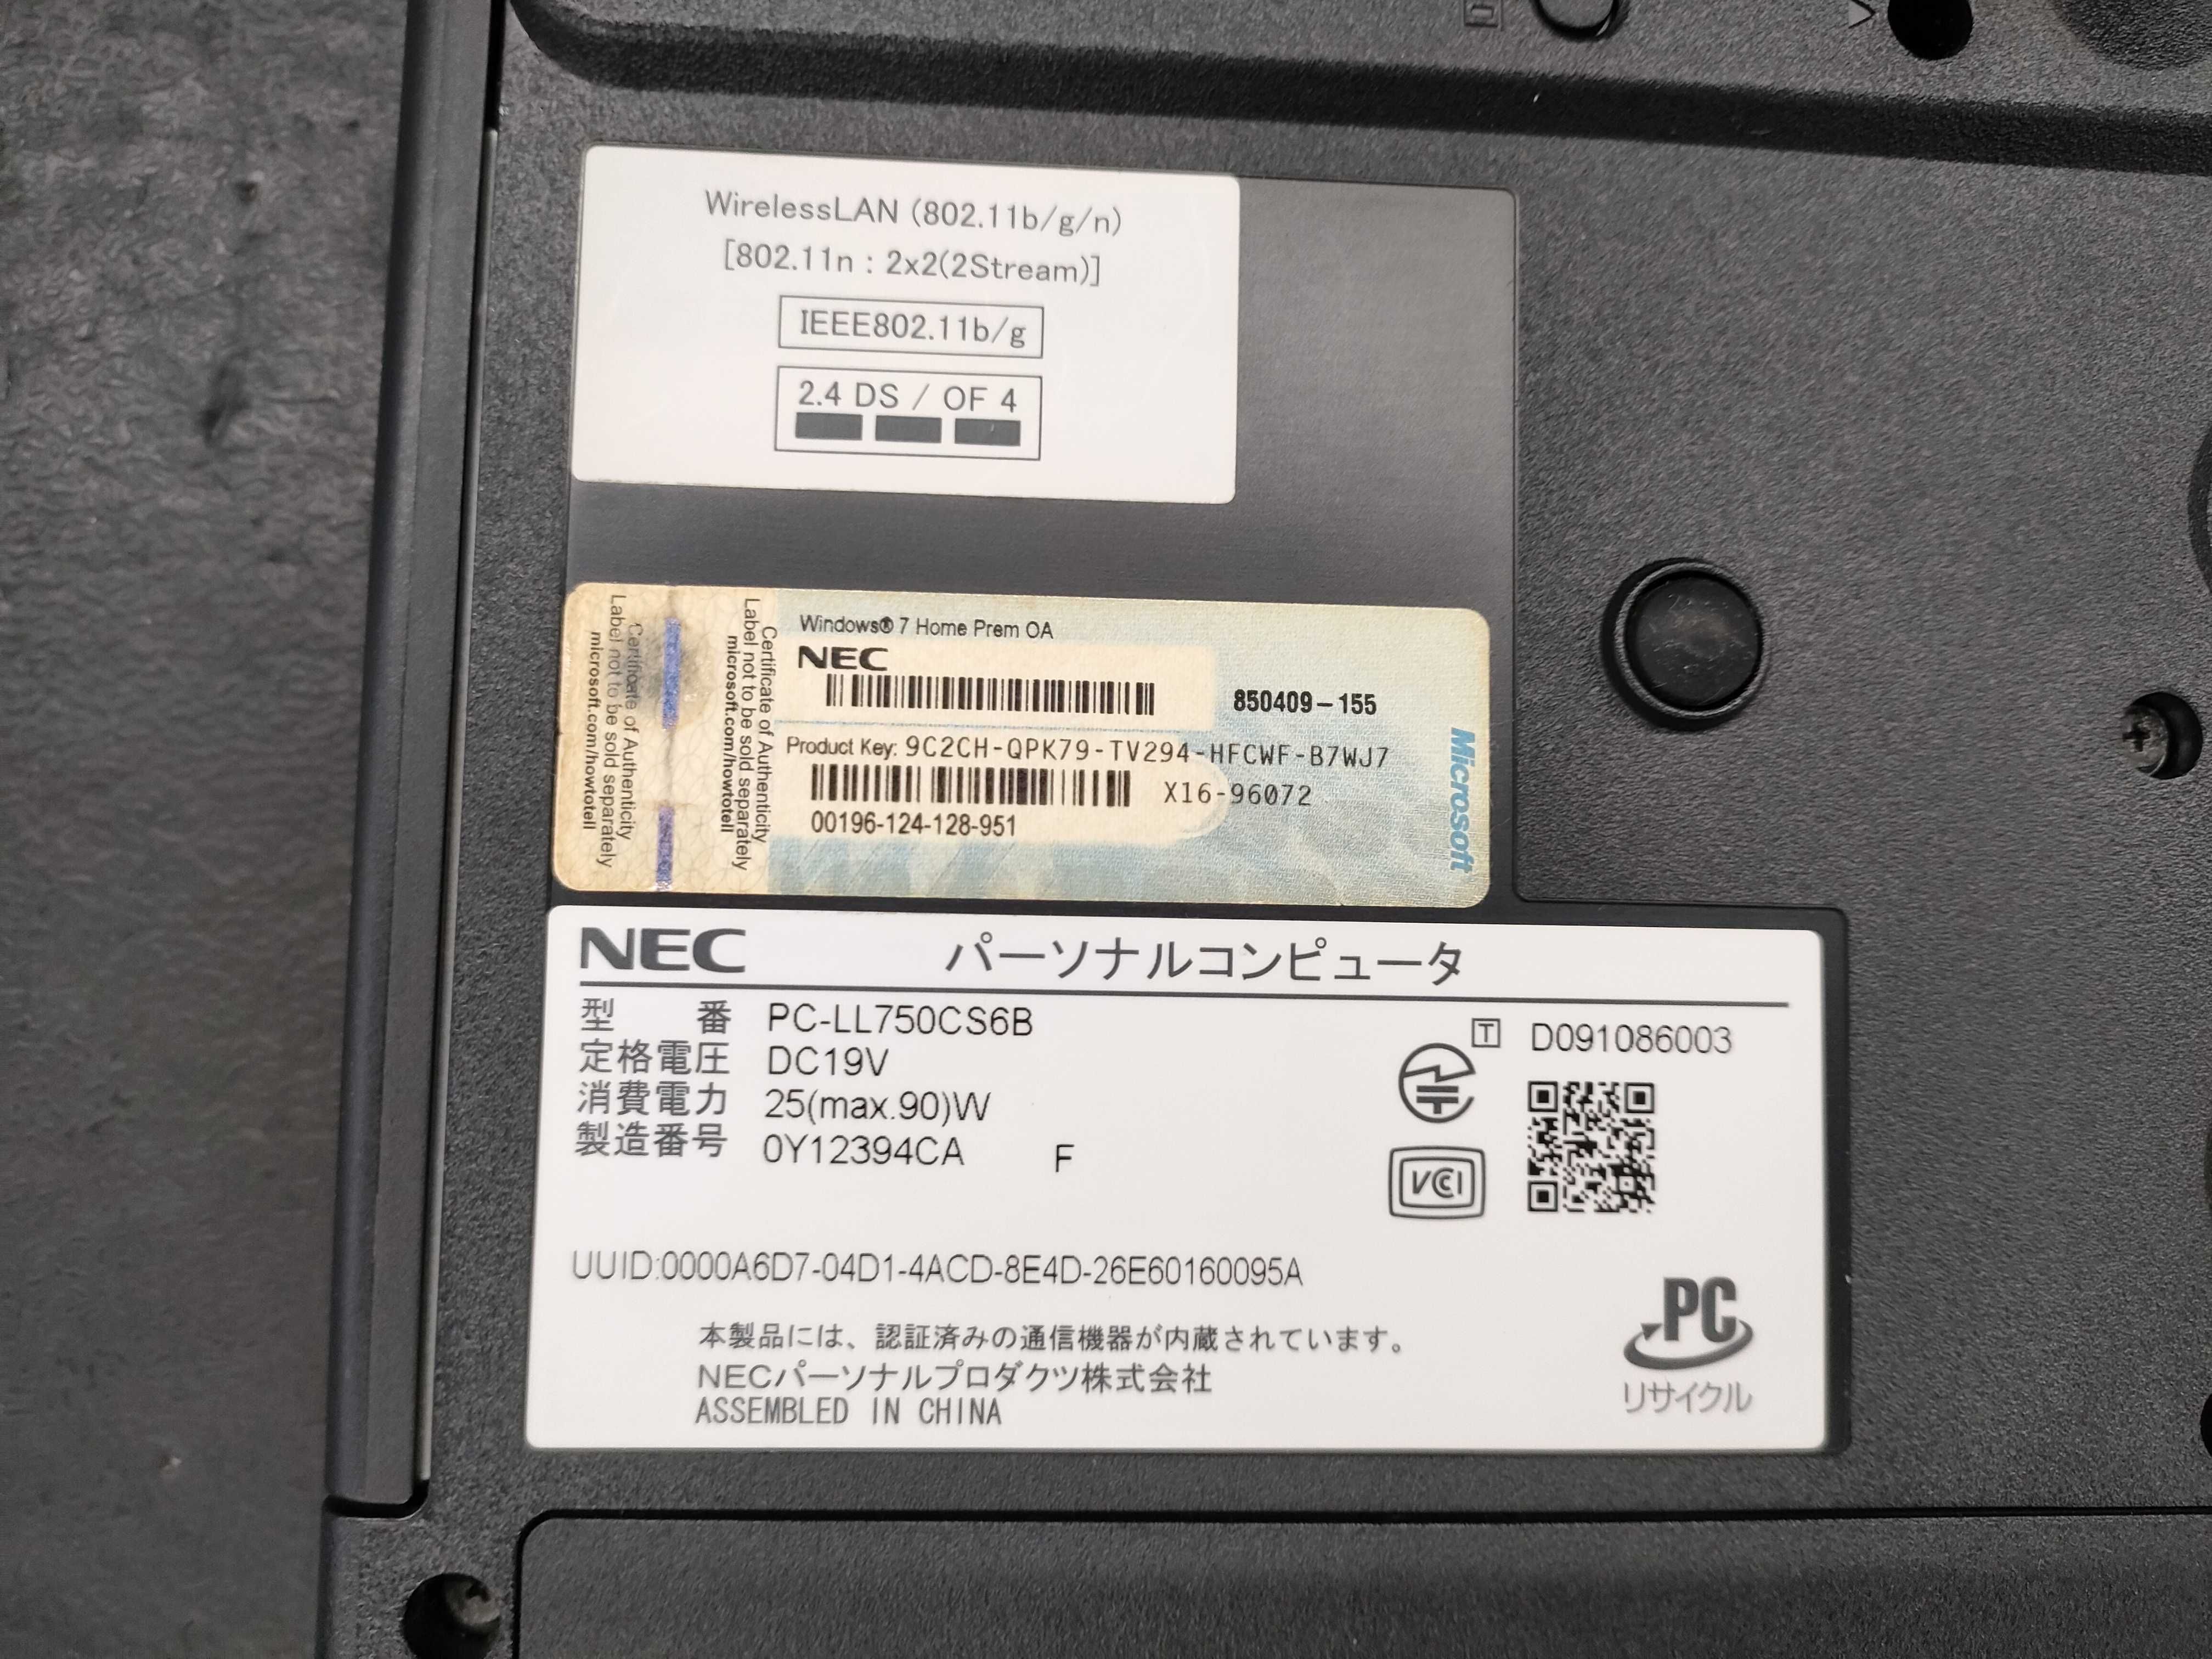 WirelessLAN (802.11b/g/n)
[802.11n : 2x2(2Stream)]
IEEE802.11b/g
2.4 DS / OF 4
Certificate of Authenticity
Label not to be sold separately
microsoft.com/howtotell
Certificate of Authenticity
Label not to be sold separately
microsoft.com/howtotell
Windows® 7 Home Prem OA
NEC
850409-155
Product Key: 9C2CH-QPK79-TV294-HFCWF-B7WJ7
X16-96072
00196-124-128-951
Microsoft
NEC パーソナルコンピュータ
型 番 PC-LL750CS6B
定格電圧 DC19V
消費電力 25(max.90)W
製造番号 0Y12394CA F
T D091086003
VCCI
UUID:0000A6D7-04D1-4ACD-8E4D-26E60160095A
本製品には、認証済みの通信機器が内蔵されています。
NECパーソナルプロダクツ株式会社
ASSEMBLED IN CHINA
PC
リサイクル